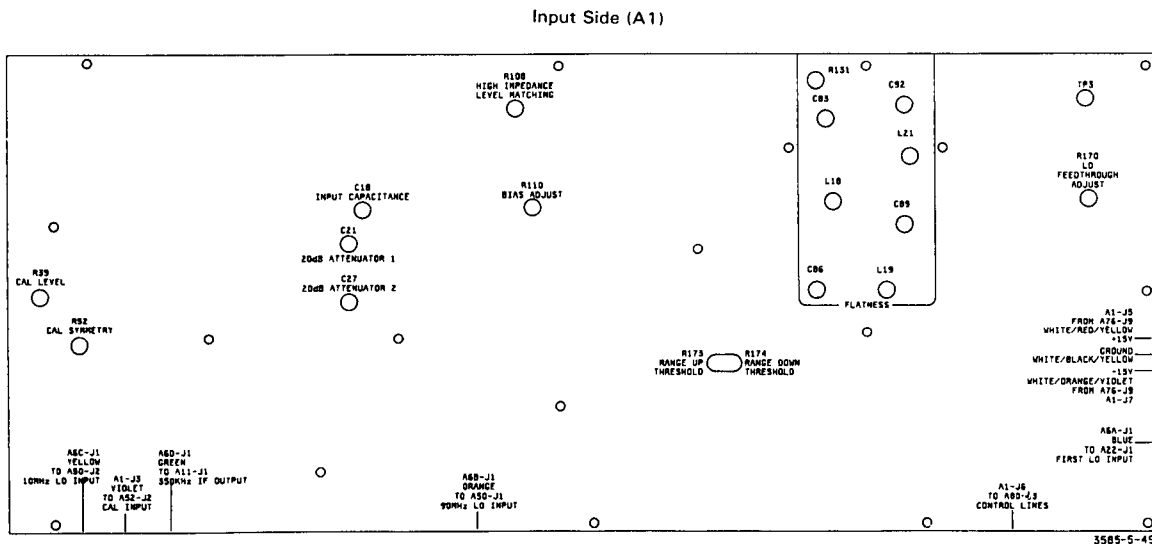 Input Side (A1)
R108
HIGH IMPEDANCE
LEVEL MATCHING
R131
C83
C92
L21
L18
C89
C86
L19
FLATNESS
TP3
R170
LO
FEEDTHROUGH
ADJUST
C18
INPUT CAPACITANCE
R110
BIAS ADJUST
C21
20dB ATTENUATOR 1
C27
20dB ATTENUATOR 2
R39
CAL LEVEL
R52
CAL SYMMETRY
R173
RANGE UP
THRESHOLD
R174
RANGE DOWN
THRESHOLD
A1-J5
FROM A76-J9
WHITE/RED/YELLOW
+15V
GROUND
WHITE/BLACK/YELLOW
-15V
WHITE/ORANGE/VIOLET
FROM A76-J9
A1-J7
A6A-J1
BLUE
TO A22-J1
FIRST LO INPUT
A6C-J1
YELLOW
TO A50-J2
10MHz LO INPUT
A1-J3
VIOLET
TO A52-J2
CAL INPUT
A6D-J1
GREEN
TO A11-J1
350KHz IF OUTPUT
A6B-J1
ORANGE
TO A50-J1
90MHz LO INPUT
A1-J6
CONTROL LINES
3585-5-45